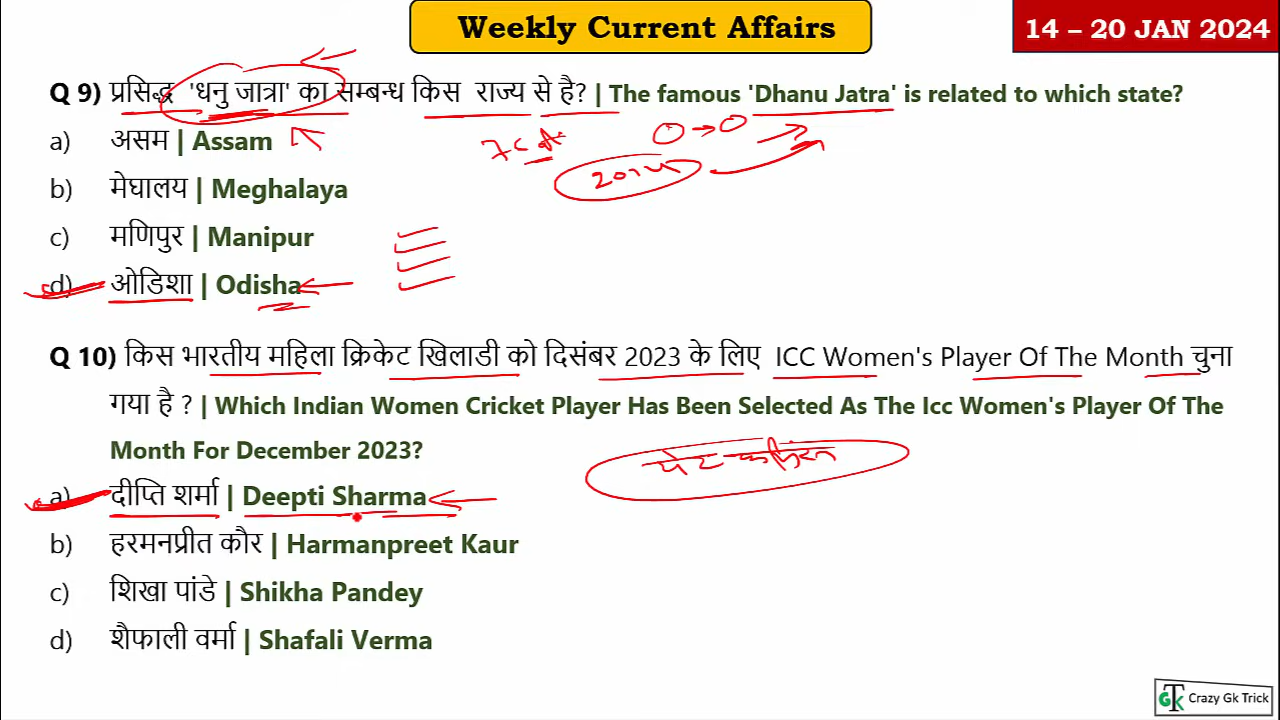 Weekly Current Affairs
14 – 20 JAN 2024
Q 9) प्रसिद्ध 'धनु जात्रा' का सम्बन्ध किस राज्य से है? | The famous 'Dhanu Jatra' is related to which state?
a) असम | Assam
b) मेघालय | Meghalaya
c) मणिपुर | Manipur
d) ओडिशा | Odisha
Q 10) किस भारतीय महिला क्रिकेट खिलाडी को दिसंबर 2023 के लिए ICC Women's Player Of The Month चुना
गया है ? | Which Indian Women Cricket Player Has Been Selected As The Icc Women's Player Of The
Month For December 2023?
a) दीप्ति शर्मा | Deepti Sharma
b) हरमनप्रीत कौर | Harmanpreet Kaur
c) शिखा पांडे | Shikha Pandey
d) शैफाली वर्मा | Shafali Verma
Crazy Gk Trick